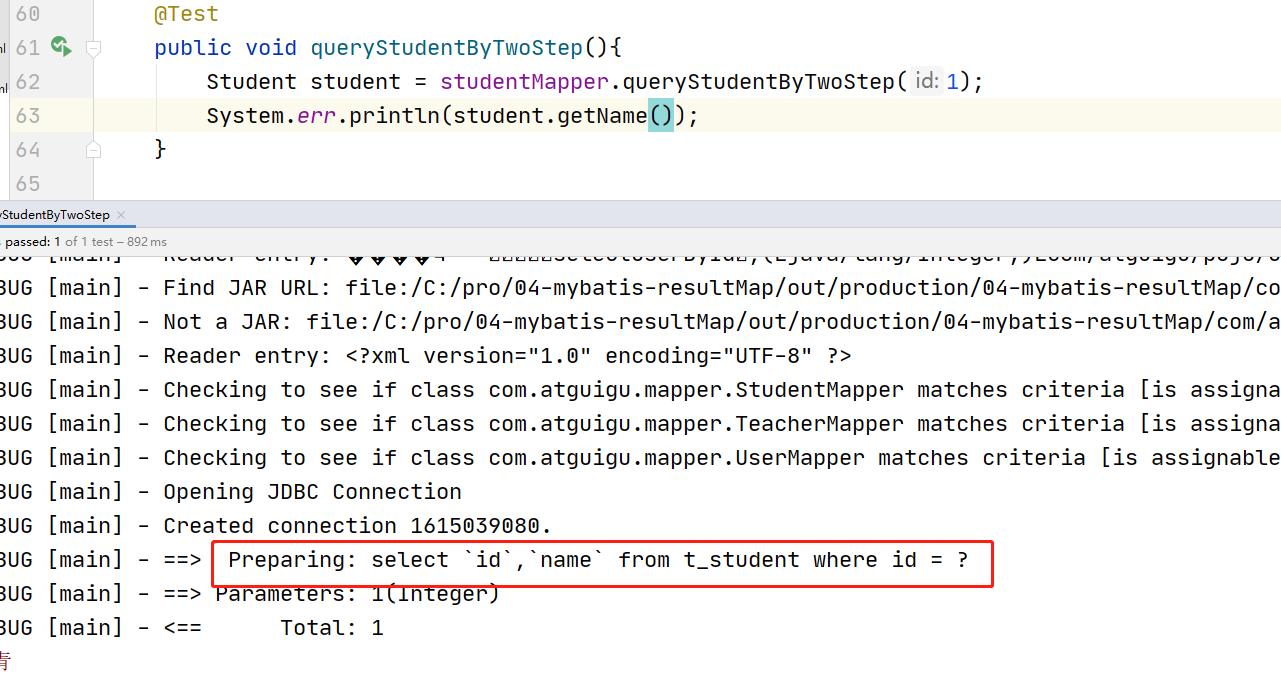 60 @Test
61 public void queryStudentByTwoStep(){
62 Student student = studentMapper.queryStudentByTwoStep( id: 1);
63 System.err.println(student.getName());
64 }
65
yStudentByTwoStep ×
passed: 1 of 1 test – 892 ms
BUG [main] - Reader entry:
BUG [main] - Find JAR URL: file:/C:/pro/04-mybatis-resultMap/out/production/04-mybatis-resultMap/co
BUG [main] - Not a JAR: file:/C:/pro/04-mybatis-resultMap/out/production/04-mybatis-resultMap/com/a
BUG [main] - Reader entry: <?xml version="1.0" encoding="UTF-8" ?>
BUG [main] - Checking to see if class com.atguigu.mapper.StudentMapper matches criteria [is assigna
BUG [main] - Checking to see if class com.atguigu.mapper.TeacherMapper matches criteria [is assigna
BUG [main] - Checking to see if class com.atguigu.mapper.UserMapper matches criteria [is assignable
BUG [main] - Opening JDBC Connection
BUG [main] - Created connection 1615039080.
BUG [main] - ==> Preparing: select `id`,`name` from t_student where id = ?
BUG [main] - ==> Parameters: 1(Integer)
BUG [main] - <== Total: 1